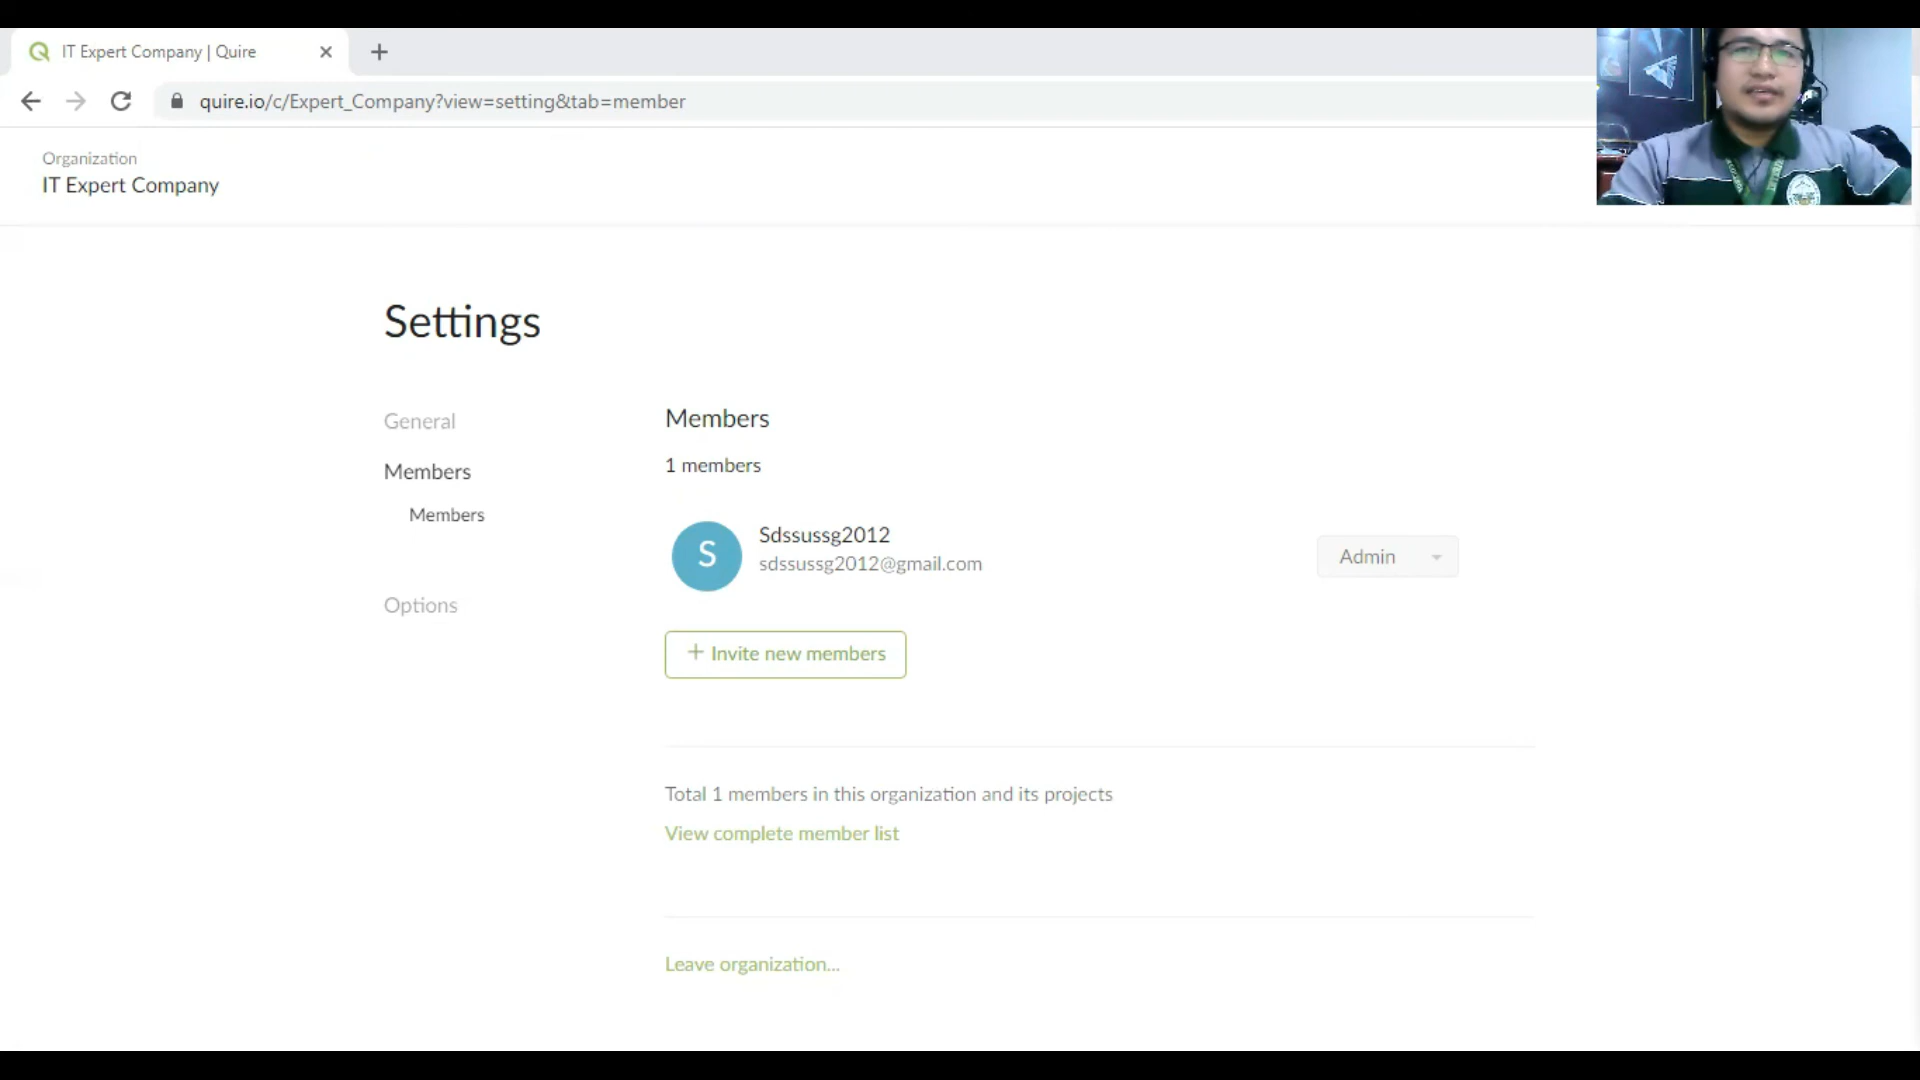 IT Expert Company | Quire
quire.io/c/Expert_Company?view=setting&tab=member
Organization
IT Expert Company
Settings
General
Members
Members
Options
Members
1 members
S
Sdssussg2012
sdssussg2012@gmail.com
Admin
+ Invite new members
Total 1 members in this organization and its projects
View complete member list
Leave organization...